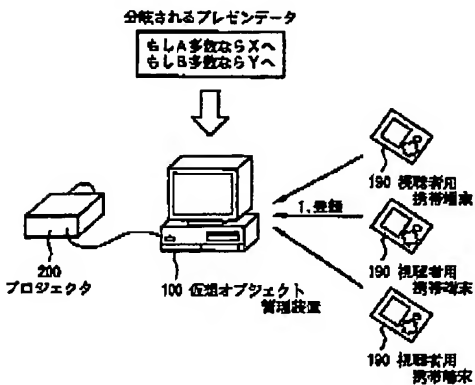 分岐されるプレゼンデータ
もしA多数ならXへ
もしB多数ならYへ
190 視聴者用
携帯端末
1.登録
190 視聴者用
携帯端末
200
プロジェクタ
100 仮想オブジェクト
管理装置
190 視聴者用
携帯端末